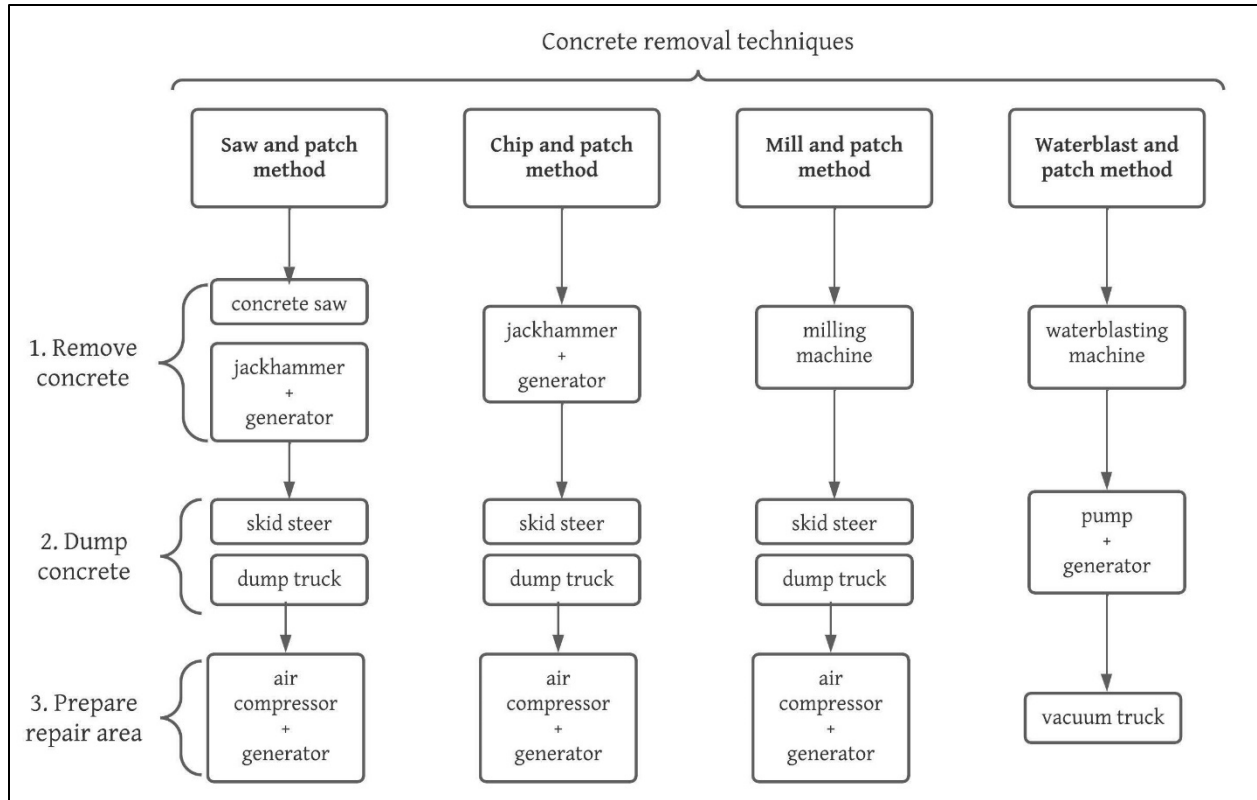 Concrete removal techniques
Saw and patch
method
Chip and patch
method
Mill and patch
method
Waterblast and
patch method
1. Remove
concrete
concrete saw
jackhammer
+
generator
jackhammer
+
generator
milling
machine
waterblasting
machine
2. Dump
concrete
skid steer
dump truck
skid steer
dump truck
skid steer
dump truck
pump
+
generator
3. Prepare
repair area
air
compressor
+
generator
air
compressor
+
generator
air
compressor
+
generator
vacuum truck